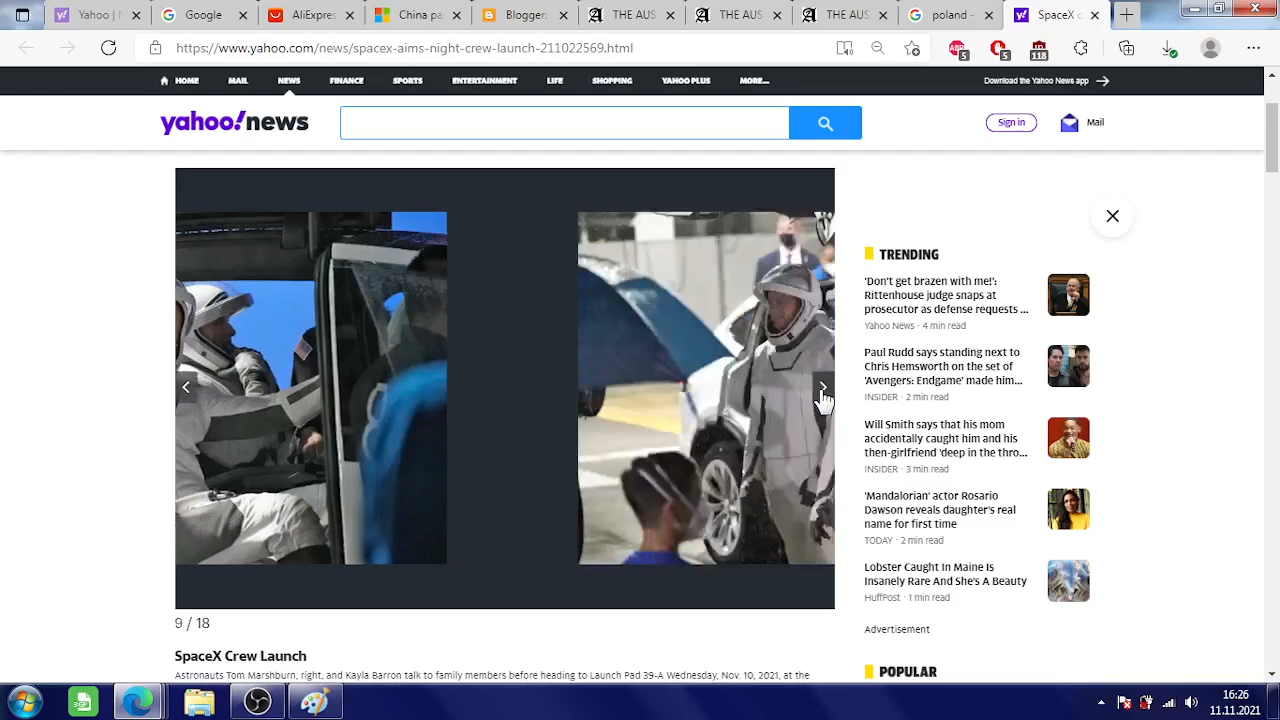 Yahoo
Google
AliExpres
China pe
Blogger
THE AUS
THE AUS
THE AUS
poland
SpaceX
https://www.yahoo.com/news/spacex-aims-night-crew-launch-211022569.html
5
5
118
HOME MAIL NEWS FINANCE SPORTS ENTERTAINMENT LIFE SHOPPING YAHOO PLUS MORE...
Download the Yahoo News app
yahoo!news
Sign in
Mail
TRENDING
'Don't get brazen with me!':
Rittenhouse judge snaps at
prosecutor as defense requests ...
Yahoo News · 4 min read
Paul Rudd says standing next to
Chris Hemsworth on the set of
'Avengers: Endgame' made him...
INSIDER · 2 min read
Will Smith says that his mom
accidentally caught him and his
then-girlfriend 'deep in the thro...
INSIDER · 3 min read
'Mandalorian' actor Rosario
Dawson reveals daughter's real
name for first time
TODAY · 2 min read
Lobster Caught In Maine Is
Insanely Rare And She's A Beauty
HuffPost · 1 min read
Advertisement
POPULAR
9 / 18
SpaceX Crew Launch
Astronauts Tom Marshburn, right, and Kayla Barron talk to family members before heading to Launch Pad 39-A Wednesday, Nov. 10, 2021, at the
16:26
11.11.2021